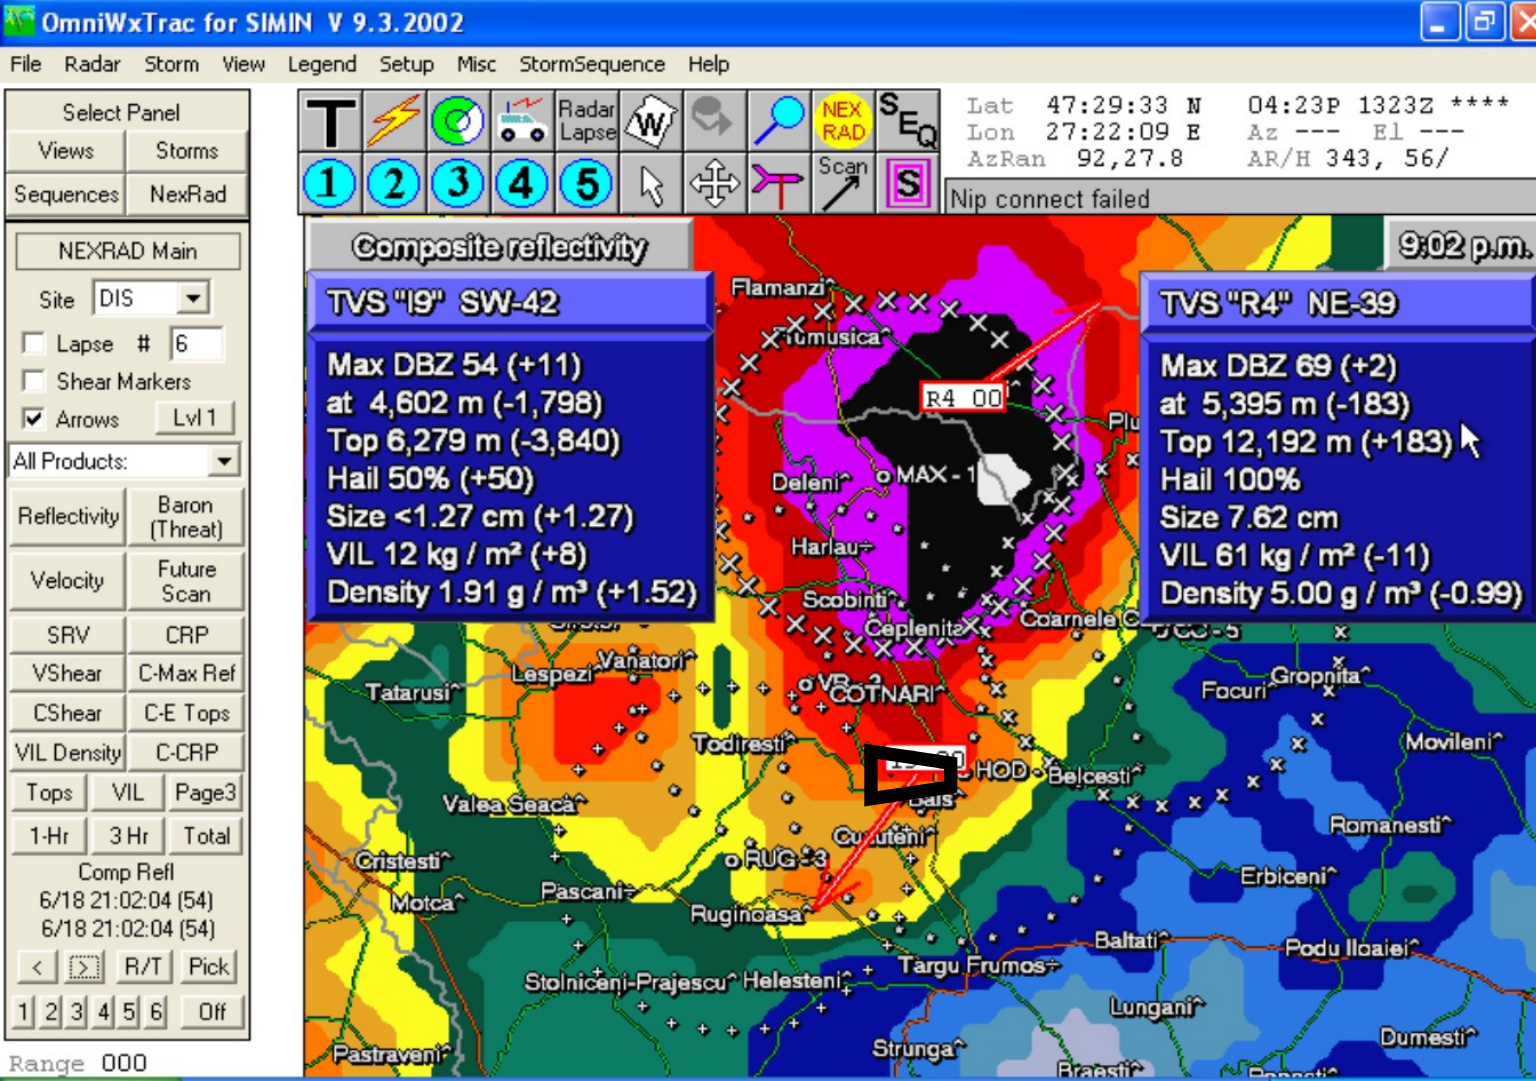 OmniWxTrac for SIMIN V 9.3.2002
File Radar Storm View Legend Setup Misc StormSequence Help
Select Panel
Views Storms
Sequences NexRad
NEXRAD Main
Site DIS
Lapse # 6
Shear Markers
Arrows Lvl 1
All Products:
Reflectivity Baron (Threat)
Velocity Future Scan
SRV CRP
VShear C-Max Ref
CShear C-E Tops
VIL Density C-CRP
Tops VIL Page3
1-Hr 3 Hr Total
Comp Refl
6/18 21:02:04 (54)
6/18 21:02:04 (54)
< > R/T Pick
1 2 3 4 5 6 Off
Range 000
T Radar Lapse W NEX RAD SEQ
1 2 3 4 5 Scan S
Lat 47:29:33 N 04:23P 1323Z ****
Lon 27:22:09 E Az --- El ---
AzRan 92,27.8 AR/H 343, 56/
Nip connect failed
Composite reflectivity
9:02 p.m.
TVS "I9" SW-42
Max DBZ 54 (+11)
at 4,602 m (-1,798)
Top 6,279 m (-3,840)
Hail 50% (+50)
Size <1.27 cm (+1.27)
VIL 12 kg / m² (+8)
Density 1.91 g / m³ (+1.52)
TVS "R4" NE-39
Max DBZ 69 (+2)
at 5,395 m (-183)
Top 12,192 m (+183)
Hail 100%
Size 7.62 cm
VIL 61 kg / m² (-11)
Density 5.00 g / m³ (-0.99)
Flamanzi^
R4 00
Deleni^
MAX - 1
Harlau÷
Scobinti^
Ceplenita^
Coarnele
Vanatori^
Lespezi^
Tatarusi^
COTNARI^
Focuri^
Gropnita^
Todiresti^
Movileni^
HOD -
Belcesti^
Valea Seaca^
Bals^
Cucuteni^
Romanesti^
Cristesti^
RUG - 3
Erbiceni^
Pascani÷
Motca^
Ruginoasa^
Baltati^
Podu Iloaiei^
Targu Frumos÷
Stolniceni-Prajescu^
Helesteni^
Lungani^
Dumesti^
Strunga^
Pastraveni^
Braesti^